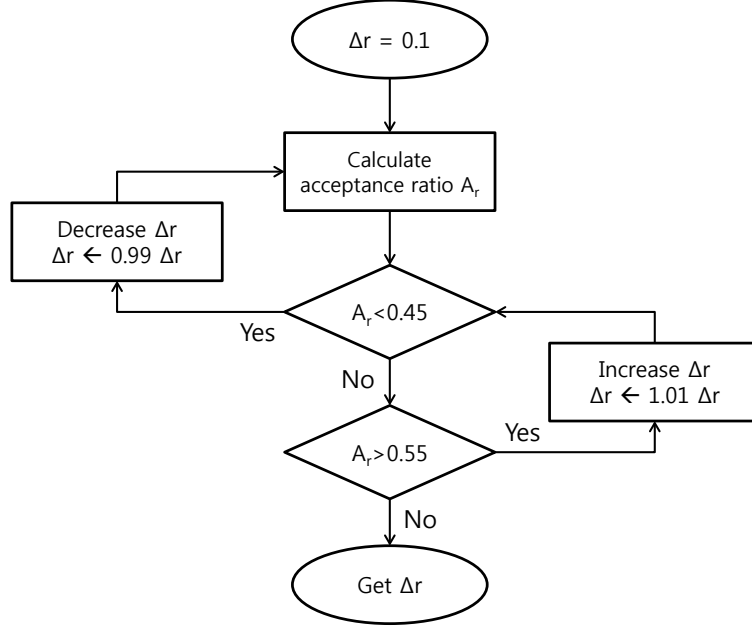 Δr = 0.1
Calculate
acceptance ratio Aᵣ
Decrease Δr
Δr ← 0.99 Δr
Aᵣ<0.45
Yes
No
Increase Δr
Δr ← 1.01 Δr
Aᵣ>0.55
Yes
No
Get Δr